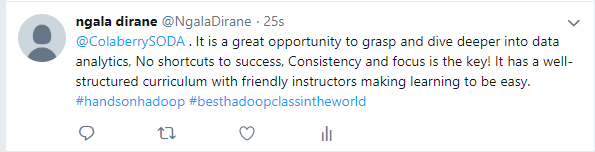 ngala dirane @NgalaDirane · 25s
@ColaberrySODA . It is a great opportunity to grasp and dive deeper into data
analytics, No shortcuts to success, Consistency and focus is the key! It has a well-
structured curriculum with friendly instructors making learning to be easy.
#handsonhadoop #besthadoopclassintheworld